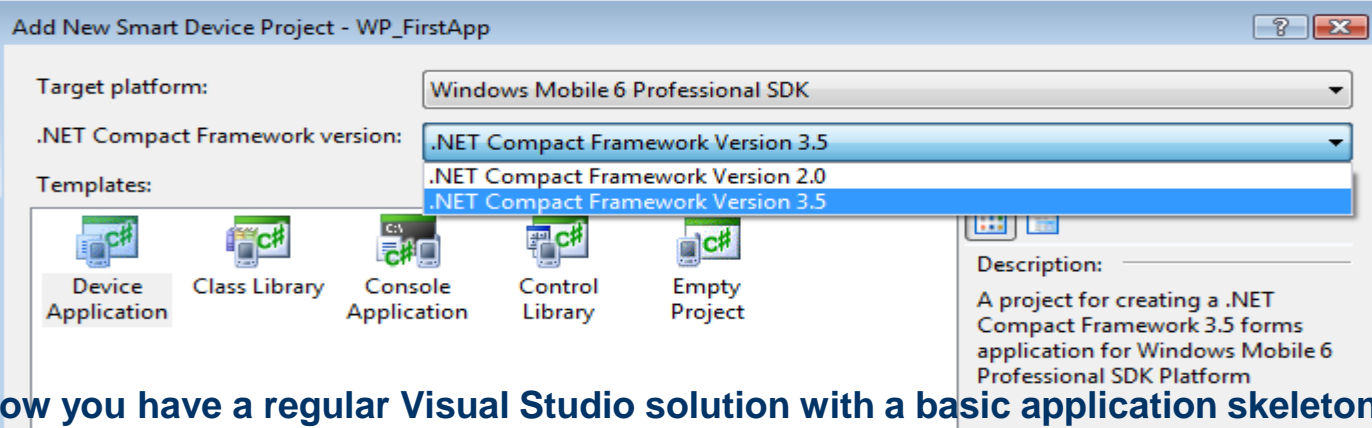 Add New Smart Device Project - WP_FirstApp
Target platform:
Windows Mobile 6 Professional SDK
.NET Compact Framework version:
.NET Compact Framework Version 3.5
.NET Compact Framework Version 2.0
.NET Compact Framework Version 3.5
Templates:
Device
Application
Class Library
Console
Application
Control
Library
Empty
Project
Description:
A project for creating a .NET
Compact Framework 3.5 forms
application for Windows Mobile 6
Professional SDK Platform
ow you have a regular Visual Studio solution with a basic application skeleton